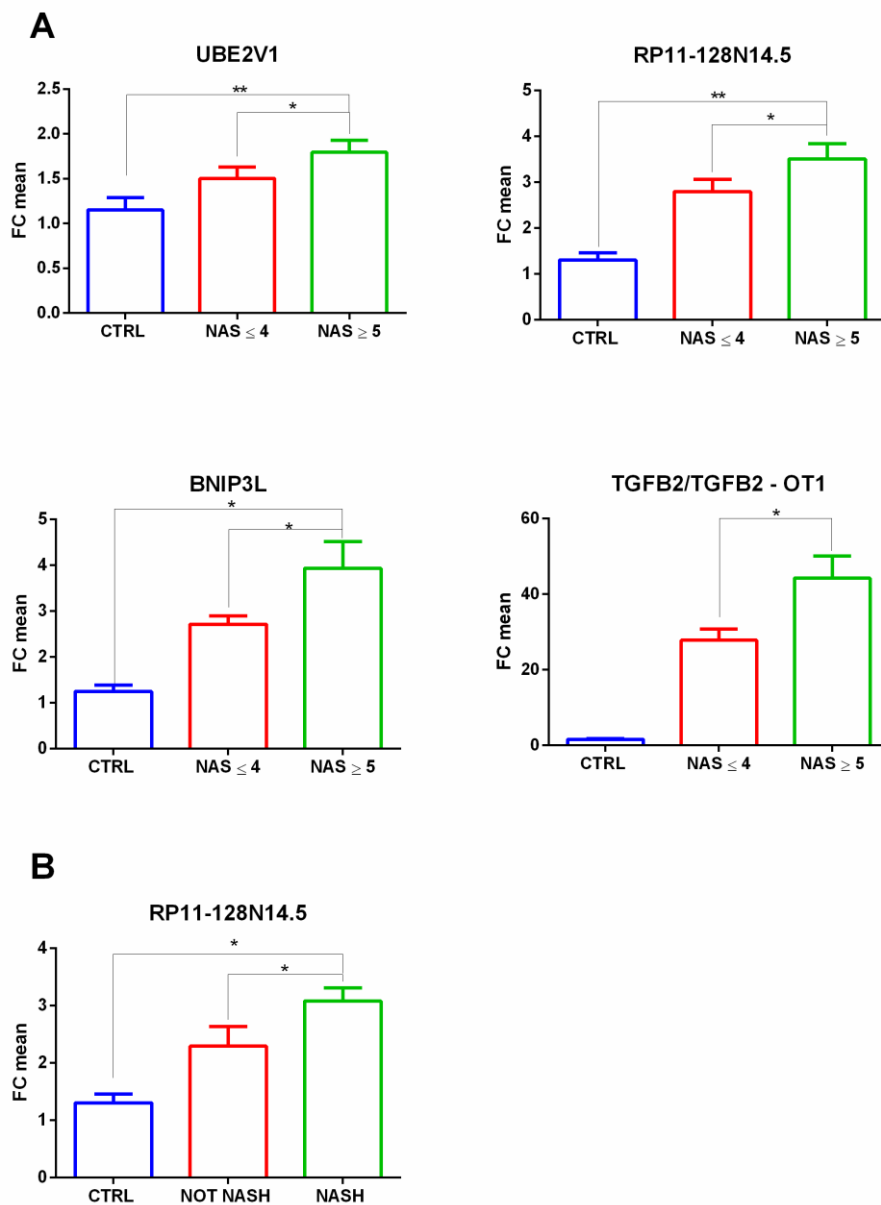 A
UBE2V1
2.5
2.0
1.5
1.0
0.5
0.0
FC mean
**
*
CTRL NAS ≤ 4 NAS ≥ 5
RP11-128N14.5
5
4
3
2
1
0
FC mean
**
*
CTRL NAS ≤ 4 NAS ≥ 5
BNIP3L
5
4
3
2
1
0
FC mean
*
*
CTRL NAS ≤ 4 NAS ≥ 5
TGFB2/TGFB2 - OT1
60
40
20
0
FC mean
*
CTRL NAS ≤ 4 NAS ≥ 5
B
RP11-128N14.5
4
3
2
1
0
FC mean
*
*
CTRL NOT NASH NASH